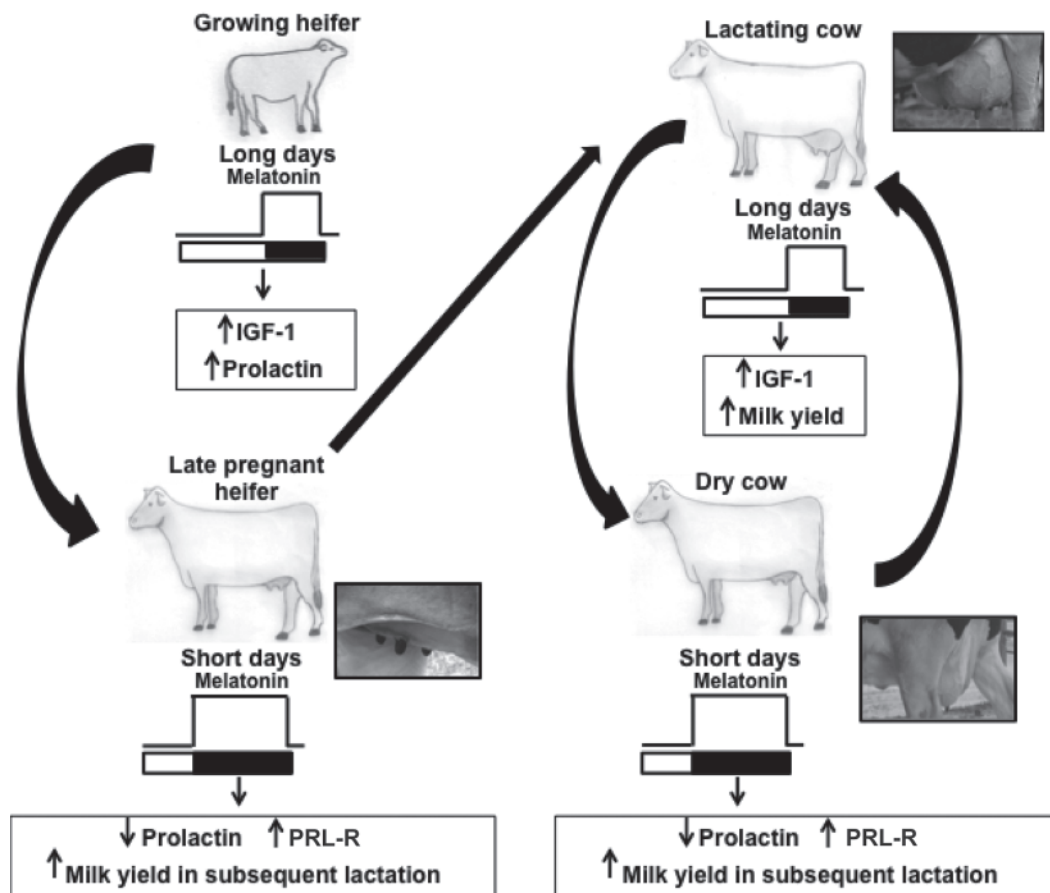 Growing heifer
Long days
Melatonin
↑IGF-1
↑Prolactin
Late pregnant
heifer
Short days
Melatonin
↓Prolactin ↑PRL-R
↑Milk yield in subsequent lactation
Lactating cow
Long days
Melatonin
↑IGF-1
↑Milk yield
Dry cow
Short days
Melatonin
↓Prolactin ↑PRL-R
↑Milk yield in subsequent lactation